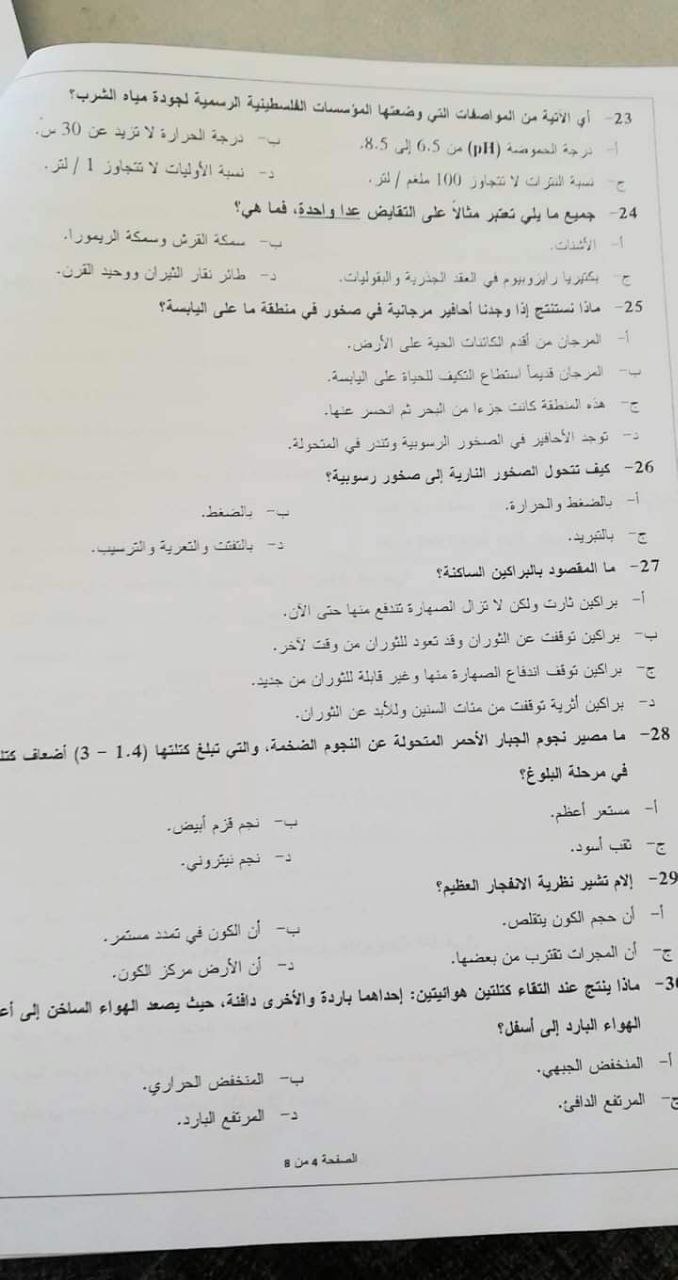 23- أي الآتية من المواصفات التي وضعتها المؤسسات الفلسطينية الرسمية لجودة مياه الشرب؟
أ- درجة الحموضة (pH) من 6.5 إلى 8.5. ب- درجة الحرارة لا تزيد عن 30 سْ.
ج- نسبة النترات لا تتجاوز 100 ملغم / لتر. د- نسبة الأوليات لا تتجاوز 1 / لتر.
24- جميع ما يلي تعتبر مثالاً على التقايض عدا واحدة، فما هي؟
أ- الأشنات. ب- سمكة القرش وسمكة الريمورا.
ج- بكتيريا رايزوبيوم في العقد الجذرية والبقوليات. د- طائر نقار الثيران ووحيد القرن.
25- ماذا نستنتج إذا وجدنا أحافير مرجانية في صخور في منطقة ما على اليابسة؟
أ- المرجان من أقدم الكائنات الحية على الأرض.
ب- المرجان قديماً استطاع التكيف للحياة على اليابسة.
ج- هذه المنطقة كانت جزءا من البحر ثم انحسر عنها.
د- توجد الأحافير في الصخور الرسوبية وتندر في المتحولة.
26- كيف تتحول الصخور النارية إلى صخور رسوبية؟
أ- بالضغط والحرارة. ب- بالضغط.
ج- بالتبريد. د- بالتفتت والتعرية والترسيب.
27- ما المقصود بالبراكين الساكنة؟
أ- براكين ثارت ولكن لا تزال الصهارة تندفع منها حتى الآن.
ب- براكين توقفت عن الثوران وقد تعود للثوران من وقت لآخر.
ج- براكين توقف اندفاع الصهارة منها وغير قابلة للثوران من جديد.
د- براكين أثرية توقفت من مئات السنين وللأبد عن الثوران.
28- ما مصير نجوم الجبار الأحمر المتحولة عن النجوم الضخمة، والتي تبلغ كتلتها (1.4 – 3) أضعاف
في مرحلة البلوغ؟
أ- مستعر أعظم. ب- نجم قزم أبيض.
ج- ثقب أسود. د- نجم نيتروني.
29- إلام تشير نظرية الانفجار العظيم؟
أ- أن حجم الكون يتقلص. ب- أن الكون في تمدد مستمر.
ج- أن المجرات تقترب من بعضها. د- أن الأرض مركز الكون.
30- ماذا ينتج عند التقاء كتلتين هوائيتين: إحداهما باردة والأخرى دافئة، حيث يصعد الهواء الساخن إلى
الهواء البارد إلى أسفل؟
أ- المنخفض الجبهي. ب- المنخفض الحراري.
ج- المرتفع الدافئ. د- المرتفع البارد.
الصفحة 4 من 8